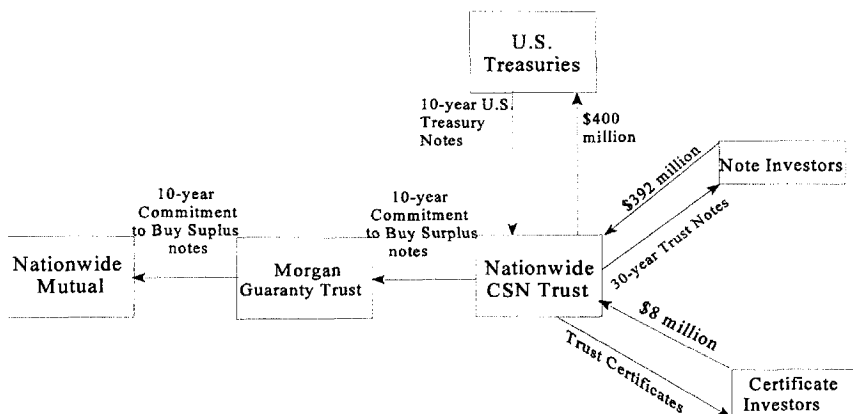 U.S.
Treasuries
10-year U.S.
Treasury
Notes
$400
million
Note Investors
$392 million
30-year Trust Notes
10-year
Commitment
to Buy Surplus
notes
10-year
Commitment
to Buy Surplus
notes
Nationwide
Mutual
Morgan
Guaranty Trust
Nationwide
CSN Trust
$8 million
Trust Certificates
Certificate
Investors